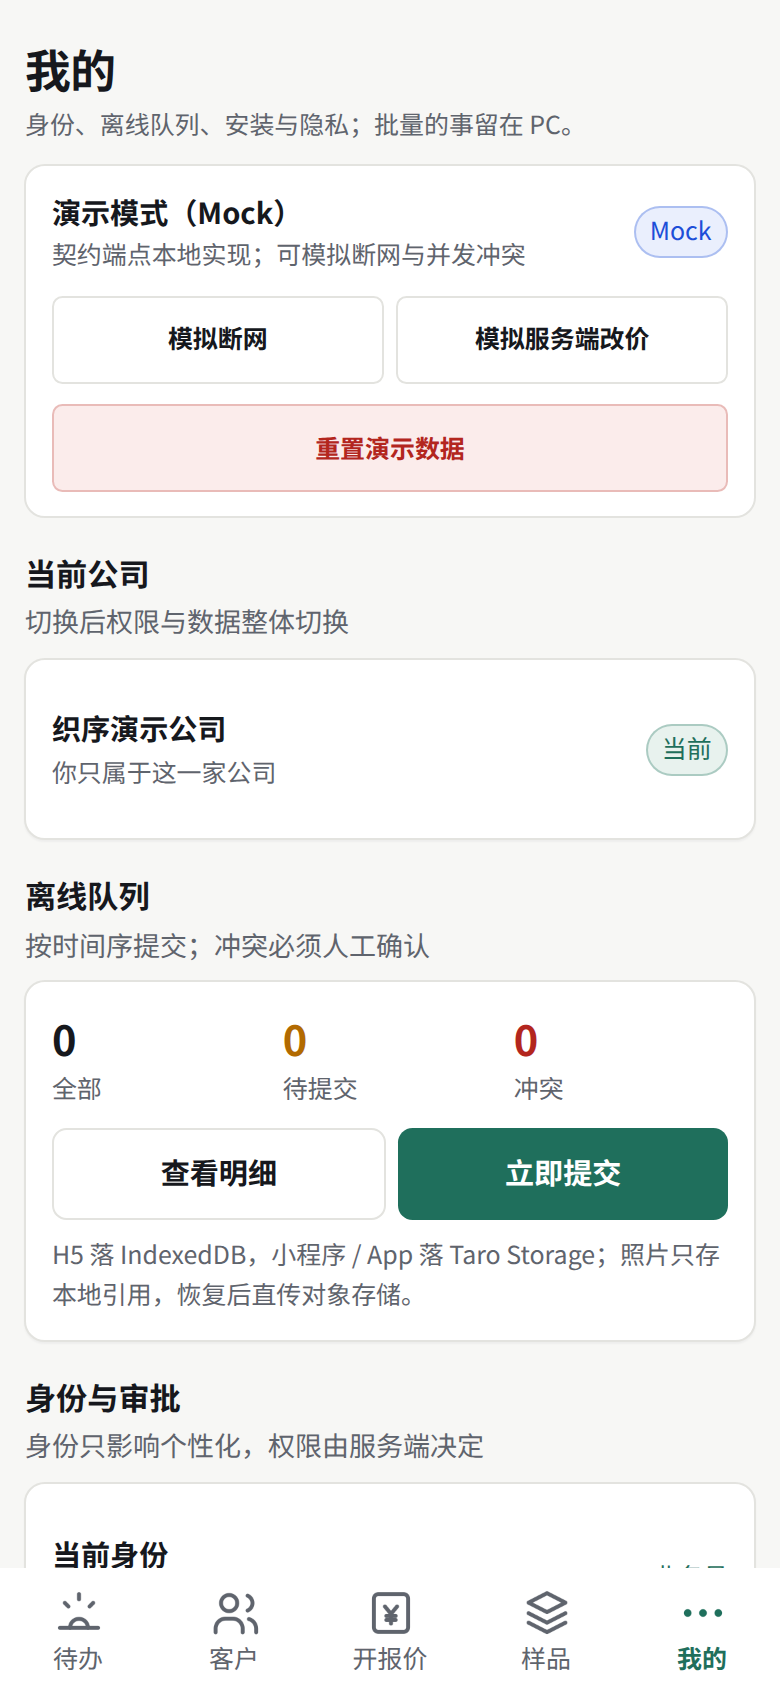 我的
身份、离线队列、安装与隐私；批量的事留在 PC。
演示模式（Mock）
Mock
契约端点本地实现；可模拟断网与并发冲突
模拟断网
模拟服务端改价
重置演示数据
当前公司
切换后权限与数据整体切换
织序演示公司
当前
你只属于这一家公司
离线队列
按时间序提交；冲突必须人工确认
0
0
0
全部
待提交
冲突
查看明细
立即提交
H5 落 IndexedDB，小程序 / App 落 Taro Storage；照片只存
本地引用，恢复后直传对象存储。
身份与审批
身份只影响个性化，权限由服务端决定
当前身份
待办
客户
开报价
样品
我的